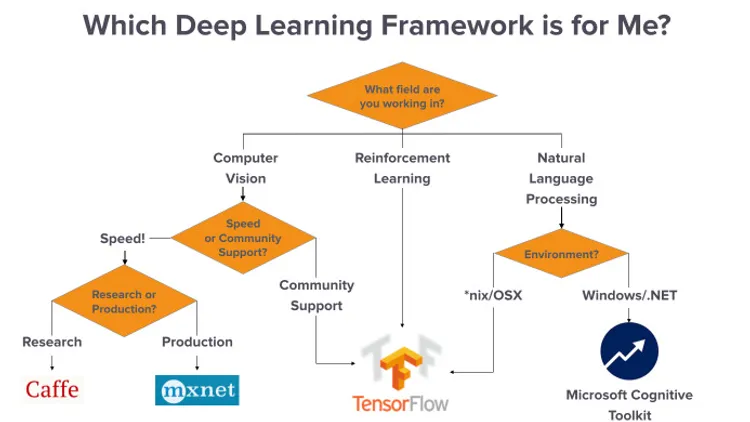 Which Deep Learning Framework is for Me?
What field are
you working in?
Computer
Vision
Reinforcement
Learning
Natural
Language
Processing
Speed
or Community
Support?
Speed!
Environment?
Community
Support
*nix/OSX
Windows/.NET
Research or
Production?
Research
Production
Caffe
mxnet
TensorFlow
Microsoft Cognitive
Toolkit